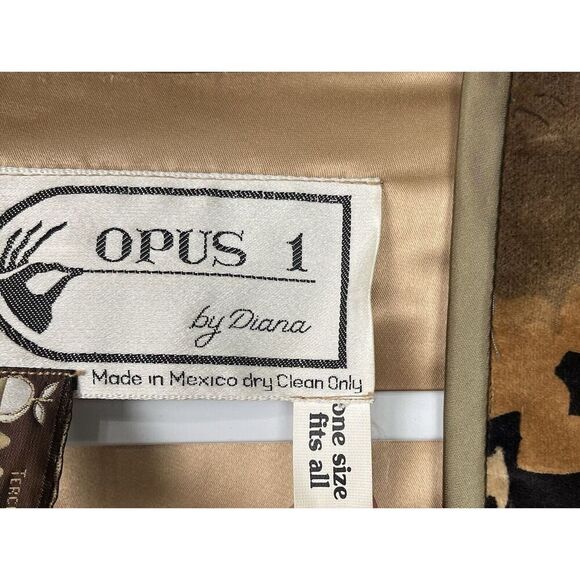 OPUS 1
by Diana
Made in Mexico dry Clean Only
one size
fits all